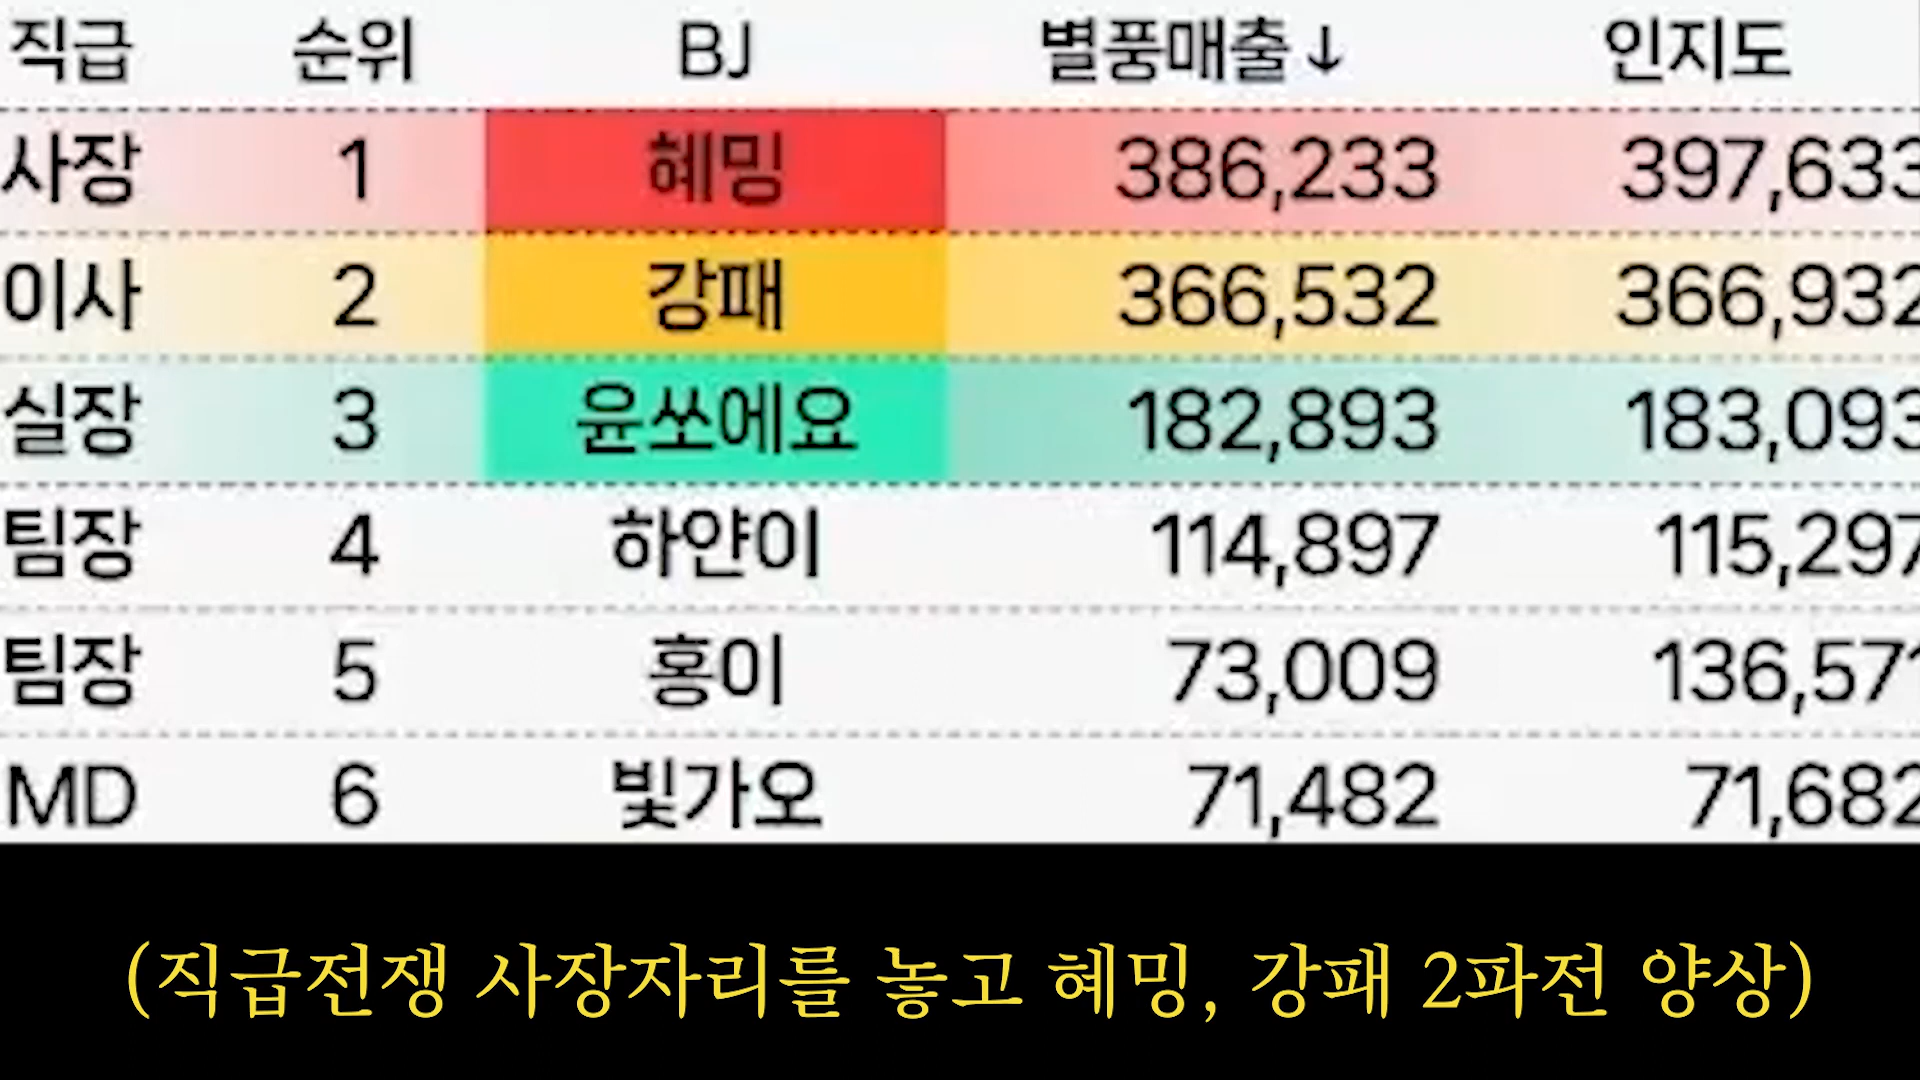 직급 순위 BJ 별풍매출↓ 인지도
사장 1 혜밍 386,233 397,633
이사 2 강패 366,532 366,932
실장 3 윤쏘에요 182,893 183,093
팀장 4 하얀이 114,897 115,297
팀장 5 홍이 73,009 136,571
MD 6 빛가오 71,482 71,682
(직급전쟁 사장자리를 놓고 혜밍, 강패 2파전 양상)